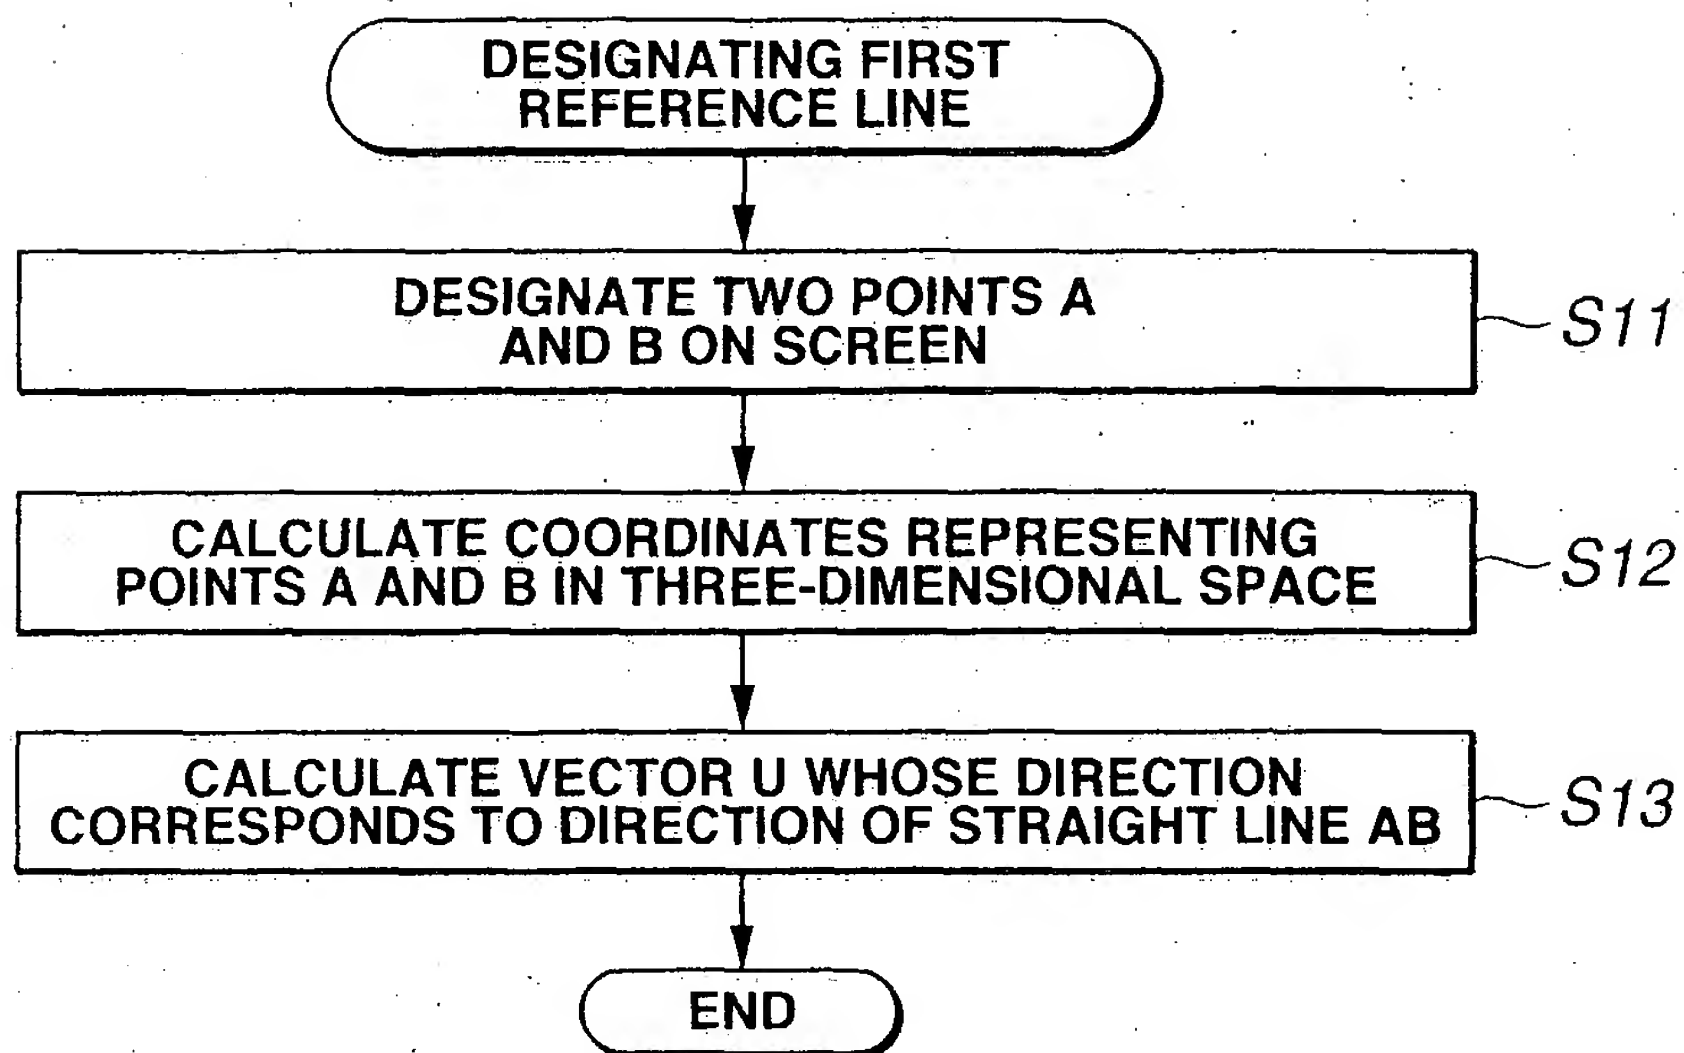 DESIGNATING FIRST
REFERENCE LINE
DESIGNATE TWO POINTS A
AND B ON SCREEN
S11
CALCULATE COORDINATES REPRESENTING
POINTS A AND B IN THREE-DIMENSIONAL SPACE
S12
CALCULATE VECTOR U WHOSE DIRECTION
CORRESPONDS TO DIRECTION OF STRAIGHT LINE AB
S13
END